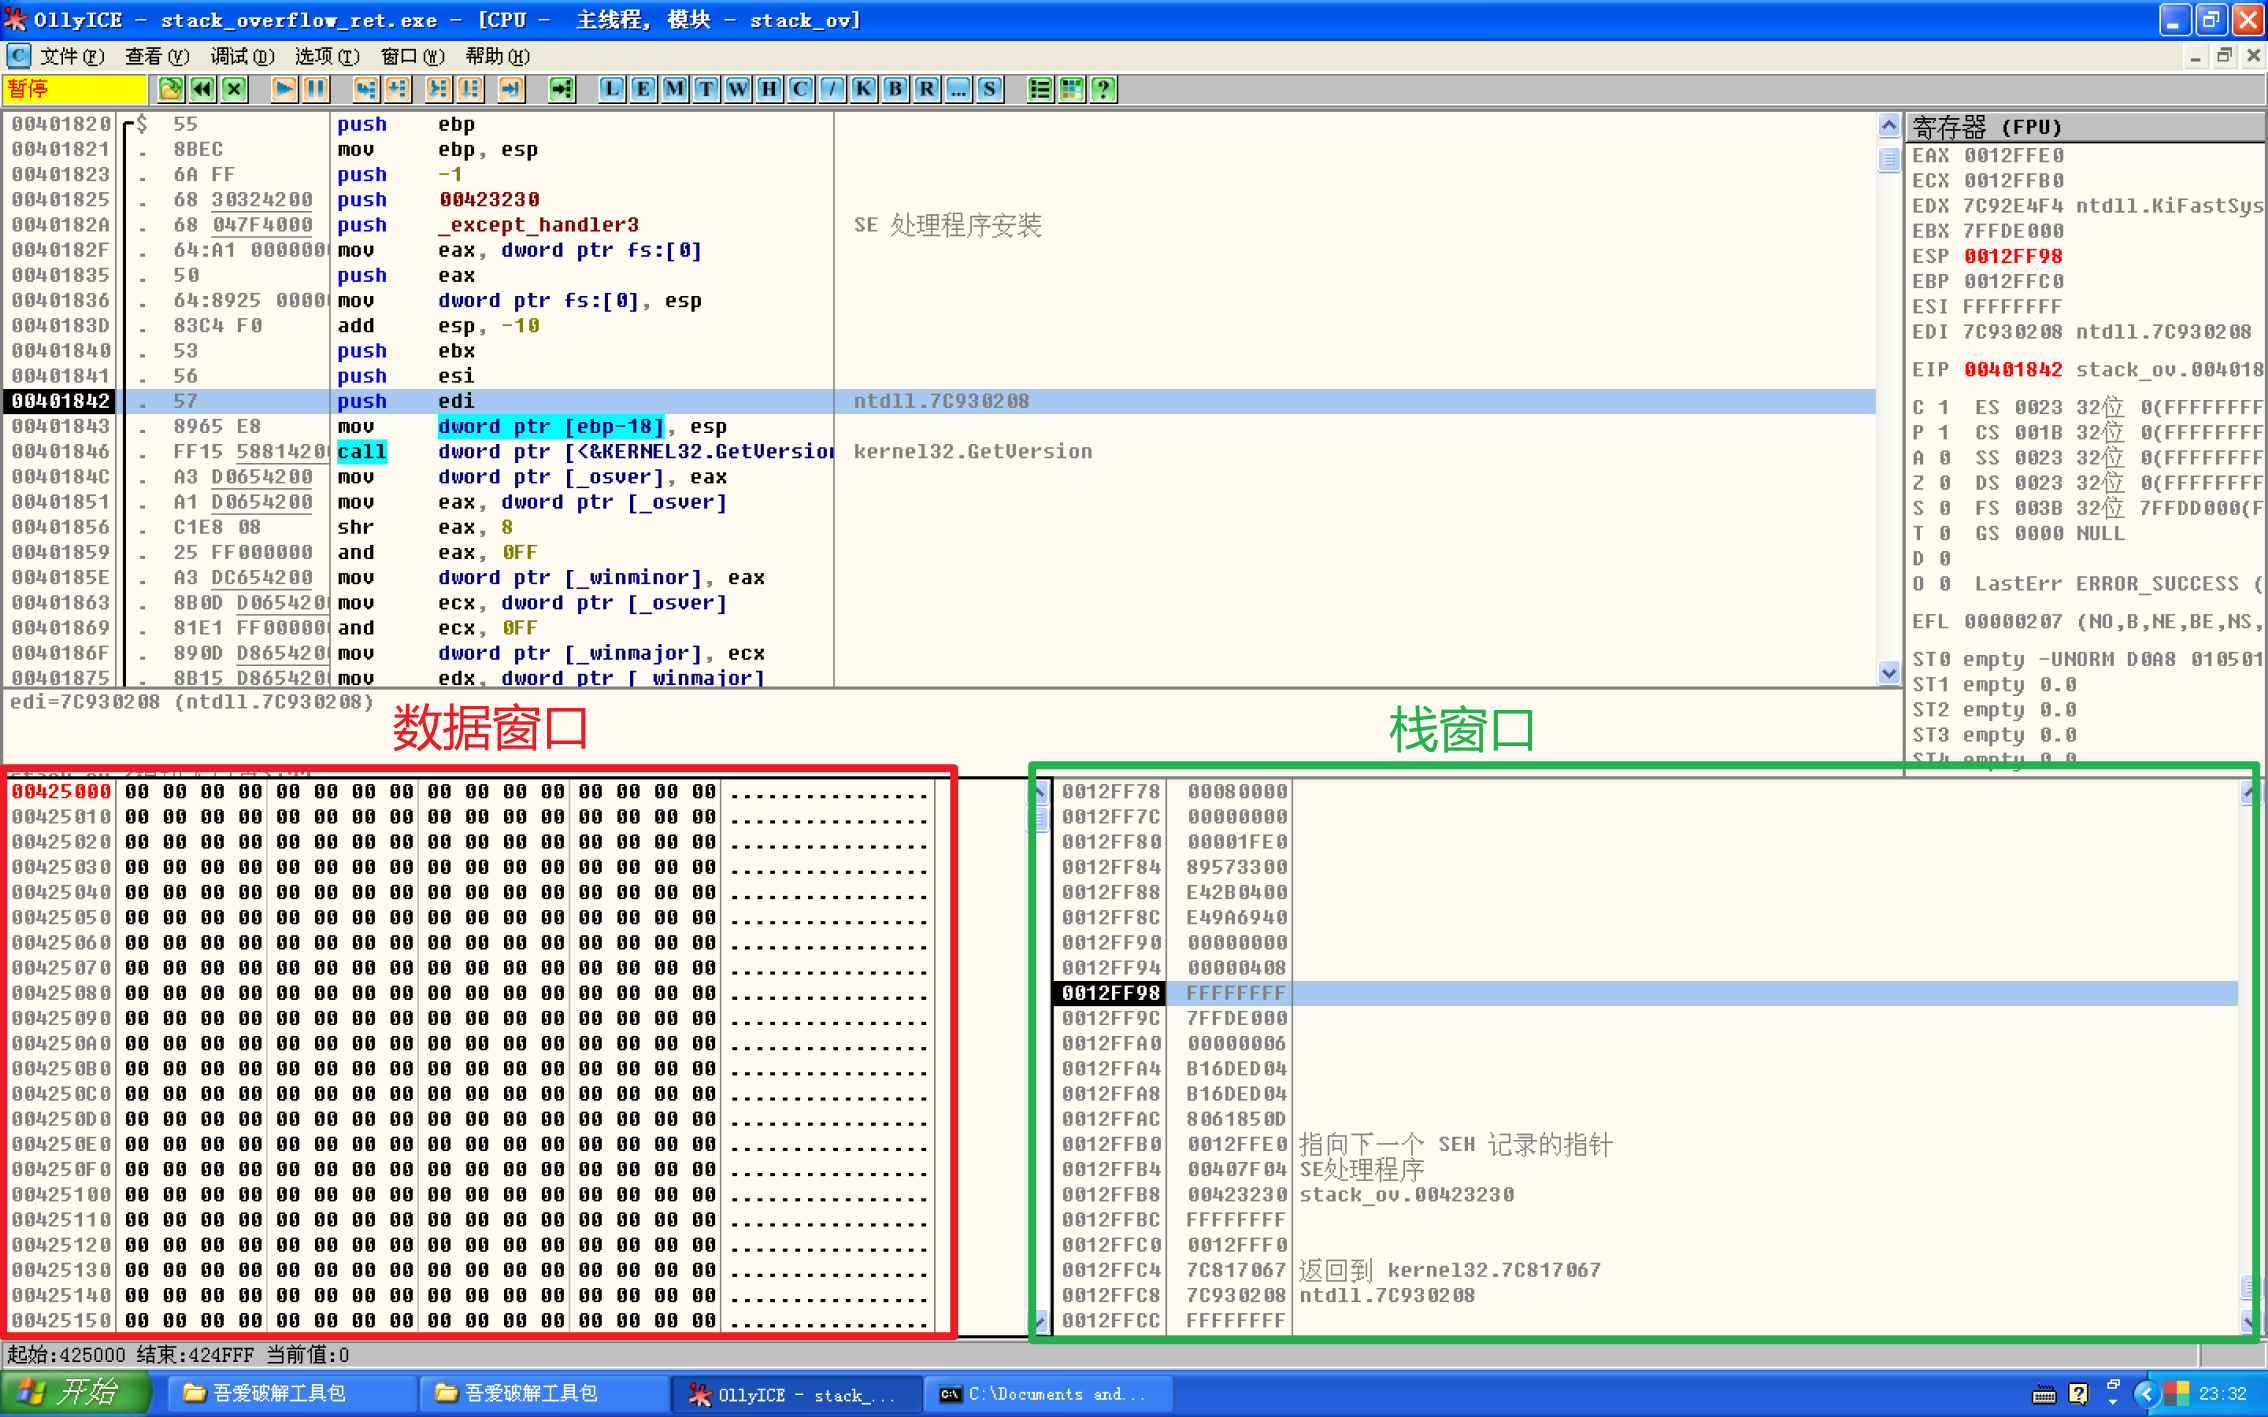 OllyICE - stack_overflow_ret.exe - [CPU - 主线程, 模块 - stack_ov]
文件(F) 查看(V) 调试(D) 选项(T) 窗口(W) 帮助(H)
暂停 L E M T W H C / K B R ... S ?
00401820 $ 55 push ebp
00401821 . 8BEC mov ebp, esp
00401823 . 6A FF push -1
00401825 . 68 30324200 push 00423230
0040182A . 68 047F4000 push _except_handler3 SE 处理程序安装
0040182F . 64:A1 0000000 mov eax, dword ptr fs:[0]
00401835 . 50 push eax
00401836 . 64:8925 0000 mov dword ptr fs:[0], esp
0040183D . 83C4 F0 add esp, -10
00401840 . 53 push ebx
00401841 . 56 push esi
00401842 . 57 push edi ntdll.7C930208
00401843 . 8965 E8 mov dword ptr [ebp-18], esp
00401846 . FF15 5881420 call dword ptr [<&KERNEL32.GetVersion kernel32.GetVersion
0040184C . A3 D0654200 mov dword ptr [_osver], eax
00401851 . A1 D0654200 mov eax, dword ptr [_osver]
00401856 . C1E8 08 shr eax, 8
00401859 . 25 FF000000 and eax, 0FF
0040185E . A3 DC654200 mov dword ptr [_winminor], eax
00401863 . 8B0D D065420 mov ecx, dword ptr [_osver]
00401869 . 81E1 FF00000 and ecx, 0FF
0040186F . 890D D865420 mov dword ptr [_winmajor], ecx
00401875 . 8B15 D865420 mov edx, dword ptr [_winmajor]
寄存器 (FPU)
EAX 0012FFE0
ECX 0012FFB0
EDX 7C92E4F4 ntdll.KiFastSys
EBX 7FFDE000
ESP 0012FF98
EBP 0012FFC0
ESI FFFFFFFF
EDI 7C930208 ntdll.7C930208
EIP 00401842 stack_ov.004018
C 1 ES 0023 32位 0(FFFFFFFF
P 1 CS 001B 32位 0(FFFFFFFF
A 0 SS 0023 32位 0(FFFFFFFF
Z 0 DS 0023 32位 0(FFFFFFFF
S 0 FS 003B 32位 7FFDD000(F
T 0 GS 0000 NULL
D 0
O 0 LastErr ERROR_SUCCESS (
EFL 00000207 (NO,B,NE,BE,NS,
ST0 empty -UNORM D0A8 010501
ST1 empty 0.0
ST2 empty 0.0
ST3 empty 0.0
ST4 empty 0.0
edi=7C930208 (ntdll.7C930208)
数据窗口
栈窗口
00425000 00 00 00 00 00 00 00 00 00 00 00 00 00 00 00 00 ................
00425010 00 00 00 00 00 00 00 00 00 00 00 00 00 00 00 00 ................
00425020 00 00 00 00 00 00 00 00 00 00 00 00 00 00 00 00 ................
00425030 00 00 00 00 00 00 00 00 00 00 00 00 00 00 00 00 ................
00425040 00 00 00 00 00 00 00 00 00 00 00 00 00 00 00 00 ................
00425050 00 00 00 00 00 00 00 00 00 00 00 00 00 00 00 00 ................
00425060 00 00 00 00 00 00 00 00 00 00 00 00 00 00 00 00 ................
00425070 00 00 00 00 00 00 00 00 00 00 00 00 00 00 00 00 ................
00425080 00 00 00 00 00 00 00 00 00 00 00 00 00 00 00 00 ................
00425090 00 00 00 00 00 00 00 00 00 00 00 00 00 00 00 00 ................
004250A0 00 00 00 00 00 00 00 00 00 00 00 00 00 00 00 00 ................
004250B0 00 00 00 00 00 00 00 00 00 00 00 00 00 00 00 00 ................
004250C0 00 00 00 00 00 00 00 00 00 00 00 00 00 00 00 00 ................
004250D0 00 00 00 00 00 00 00 00 00 00 00 00 00 00 00 00 ................
004250E0 00 00 00 00 00 00 00 00 00 00 00 00 00 00 00 00 ................
004250F0 00 00 00 00 00 00 00 00 00 00 00 00 00 00 00 00 ................
00425100 00 00 00 00 00 00 00 00 00 00 00 00 00 00 00 00 ................
00425110 00 00 00 00 00 00 00 00 00 00 00 00 00 00 00 00 ................
00425120 00 00 00 00 00 00 00 00 00 00 00 00 00 00 00 00 ................
00425130 00 00 00 00 00 00 00 00 00 00 00 00 00 00 00 00 ................
00425140 00 00 00 00 00 00 00 00 00 00 00 00 00 00 00 00 ................
00425150 00 00 00 00 00 00 00 00 00 00 00 00 00 00 00 00 ................
0012FF78 00080000
0012FF7C 00000000
0012FF80 00001FE0
0012FF84 89573300
0012FF88 E42B0400
0012FF8C E49A6940
0012FF90 00000000
0012FF94 00000408
0012FF98 FFFFFFFF
0012FF9C 7FFDE000
0012FFA0 00000006
0012FFA4 B16DED04
0012FFA8 B16DED04
0012FFAC 8061850D
0012FFB0 0012FFE0 指向下一个 SEH 记录的指针
0012FFB4 00407F04 SE处理程序
0012FFB8 00423230 stack_ov.00423230
0012FFBC FFFFFFFF
0012FFC0 0012FFF0
0012FFC4 7C817067 返回到 kernel32.7C817067
0012FFC8 7C930208 ntdll.7C930208
0012FFCC FFFFFFFF
起始:425000 结束:424FFF 当前值:0
开始 吾爱破解工具包 吾爱破解工具包 OllyICE - stack_... C:\Documents and... 23:32